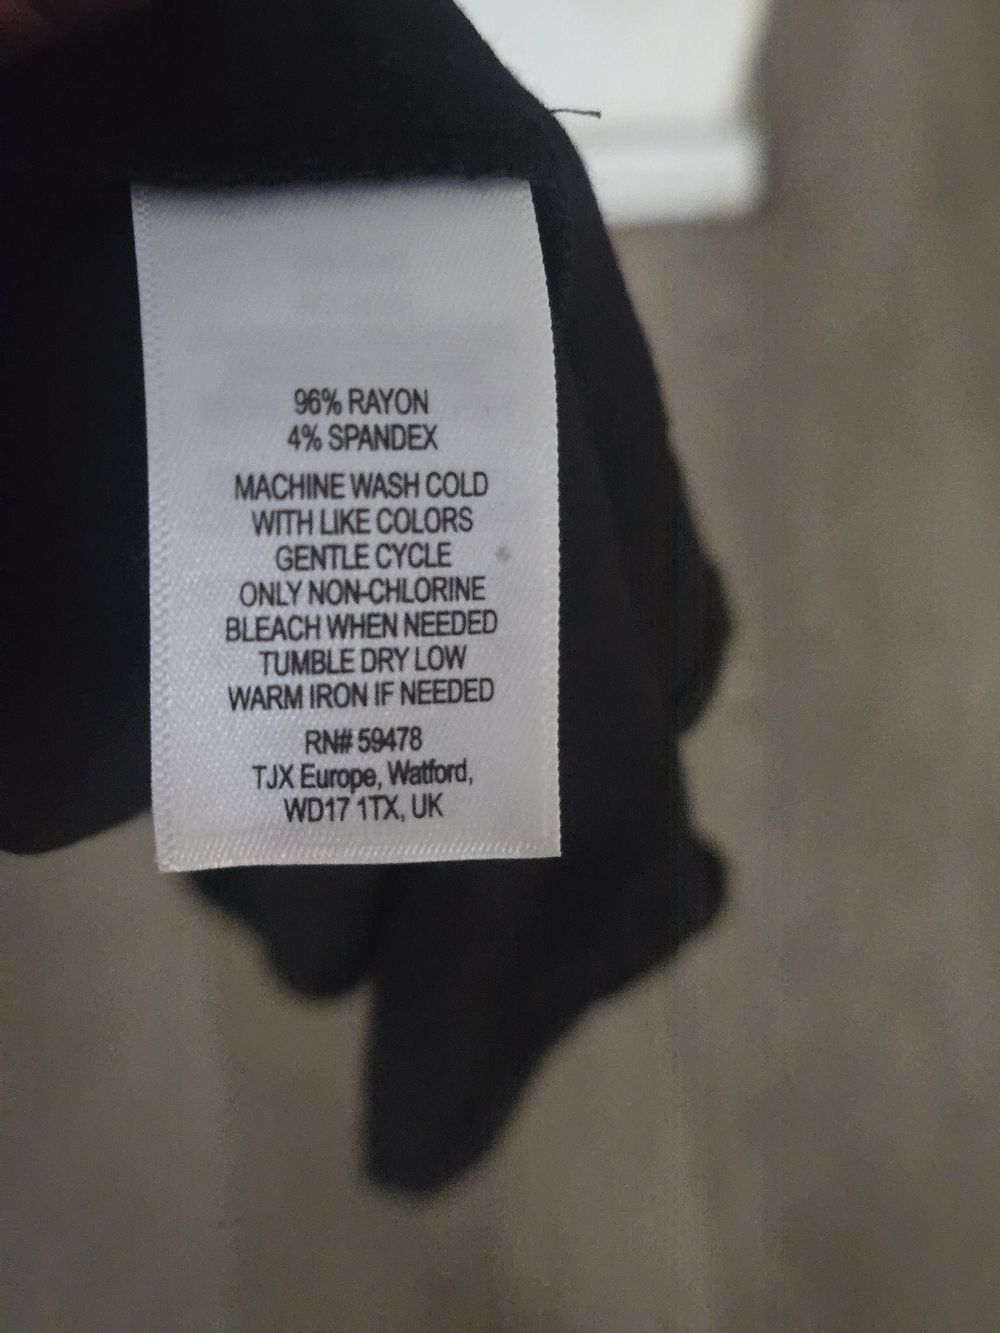 96% RAYON
4% SPANDEX
MACHINE WASH COLD
WITH LIKE COLORS
GENTLE CYCLE
ONLY NON-CHLORINE
BLEACH WHEN NEEDED
TUMBLE DRY LOW
WARM IRON IF NEEDED
RN# 59478
TJX Europe, Watford,
WD17 1TX, UK